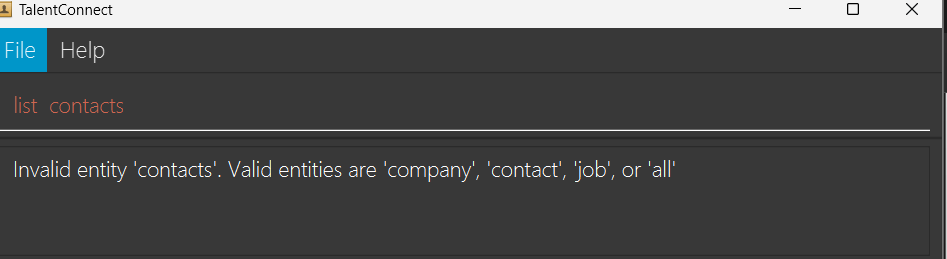 TalentConnect
File Help
list  contacts
Invalid entity 'contacts'. Valid entities are 'company', 'contact', 'job', or 'all'